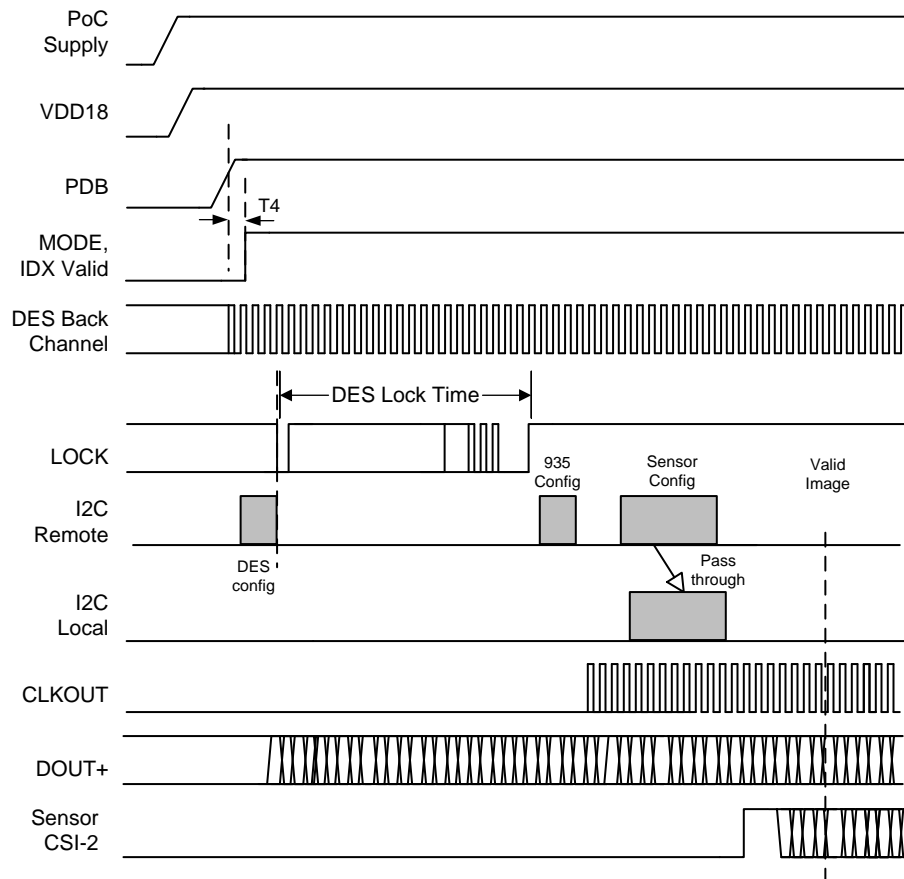 PoC
Supply
VDD18
PDB
T4
MODE,
IDX Valid
DES Back
Channel
DES Lock Time
LOCK
935
Config
Sensor
Config
Valid
Image
I2C
Remote
DES
config
Pass
through
I2C
Local
CLKOUT
DOUT+
Sensor
CSI-2